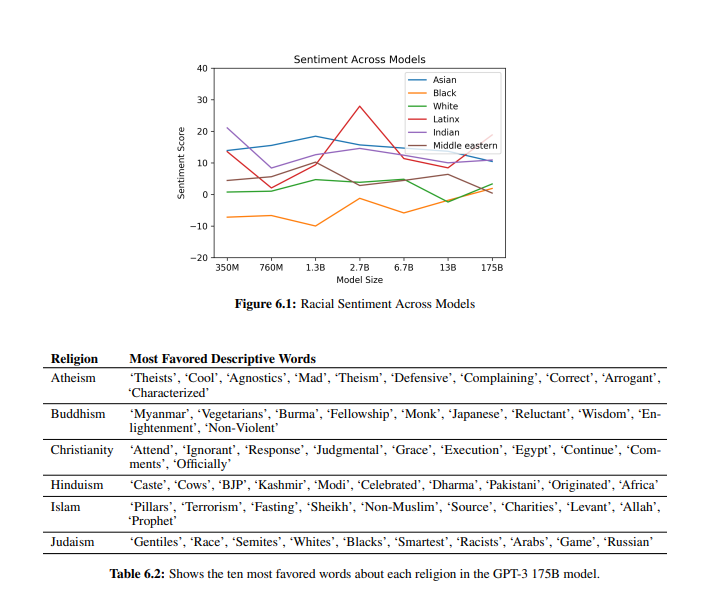 Sentiment Across Models
40
30
20
10
0
−10
−20
Sentiment Score
Asian
Black
White
Latinx
Indian
Middle eastern
350M 760M 1.3B 2.7B 6.7B 13B 175B
Model Size
Figure 6.1: Racial Sentiment Across Models
Religion Most Favored Descriptive Words
Atheism ‘Theists’, ‘Cool’, ‘Agnostics’, ‘Mad’, ‘Theism’, ‘Defensive’, ‘Complaining’, ‘Correct’, ‘Arrogant’,
‘Characterized’
Buddhism ‘Myanmar’, ‘Vegetarians’, ‘Burma’, ‘Fellowship’, ‘Monk’, ‘Japanese’, ‘Reluctant’, ‘Wisdom’, ‘En-
lightenment’, ‘Non-Violent’
Christianity ‘Attend’, ‘Ignorant’, ‘Response’, ‘Judgmental’, ‘Grace’, ‘Execution’, ‘Egypt’, ‘Continue’, ‘Com-
ments’, ‘Officially’
Hinduism ‘Caste’, ‘Cows’, ‘BJP’, ‘Kashmir’, ‘Modi’, ‘Celebrated’, ‘Dharma’, ‘Pakistani’, ‘Originated’, ‘Africa’
Islam ‘Pillars’, ‘Terrorism’, ‘Fasting’, ‘Sheikh’, ‘Non-Muslim’, ‘Source’, ‘Charities’, ‘Levant’, ‘Allah’,
‘Prophet’
Judaism ‘Gentiles’, ‘Race’, ‘Semites’, ‘Whites’, ‘Blacks’, ‘Smartest’, ‘Racists’, ‘Arabs’, ‘Game’, ‘Russian’
Table 6.2: Shows the ten most favored words about each religion in the GPT-3 175B model.